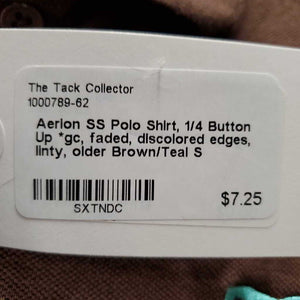 The Tack Collector
1000789-62
Aerion SS Polo Shirt, 1/4 Button
Up *gc, faded, discolored edges,
linty, older Brown/Teal S
SXTNDC
$7.25